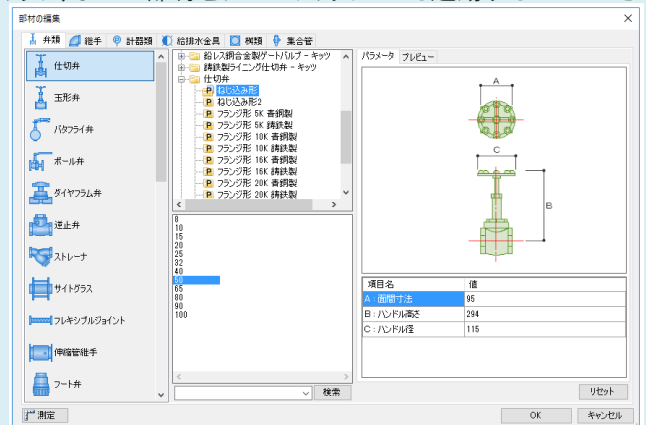 部材の編集
弁類 継手 計器類 給排水金具 桝類 集合管
仕切弁
玉形弁
バタフライ弁
ボール弁
ダイヤフラム弁
逆止弁
ストレーナ
サイトグラス
フレキシブルジョイント
伸縮管継手
フート弁
鉛レス銅合金製ゲートバルブ - キッツ
鋳鉄製ライニング仕切弁 - キッツ
仕切弁
P ねじ込み形
P ねじ込み形2
P フランジ形 5K 青銅製
P フランジ形 5K 鋳鉄製
P フランジ形 10K 青銅製
P フランジ形 10K 鋳鉄製
P フランジ形 16K 青銅製
P フランジ形 16K 鋳鉄製
P フランジ形 20K 青銅製
P フランジ形 20K 鋳鉄製
8
10
15
20
25
32
40
50
65
80
90
100
検索
パラメータ プレビュー
A
C
B
項目名 値
A : 面間寸法 95
B : ハンドル高さ 294
C : ハンドル径 115
リセット
測定
OK キャンセル